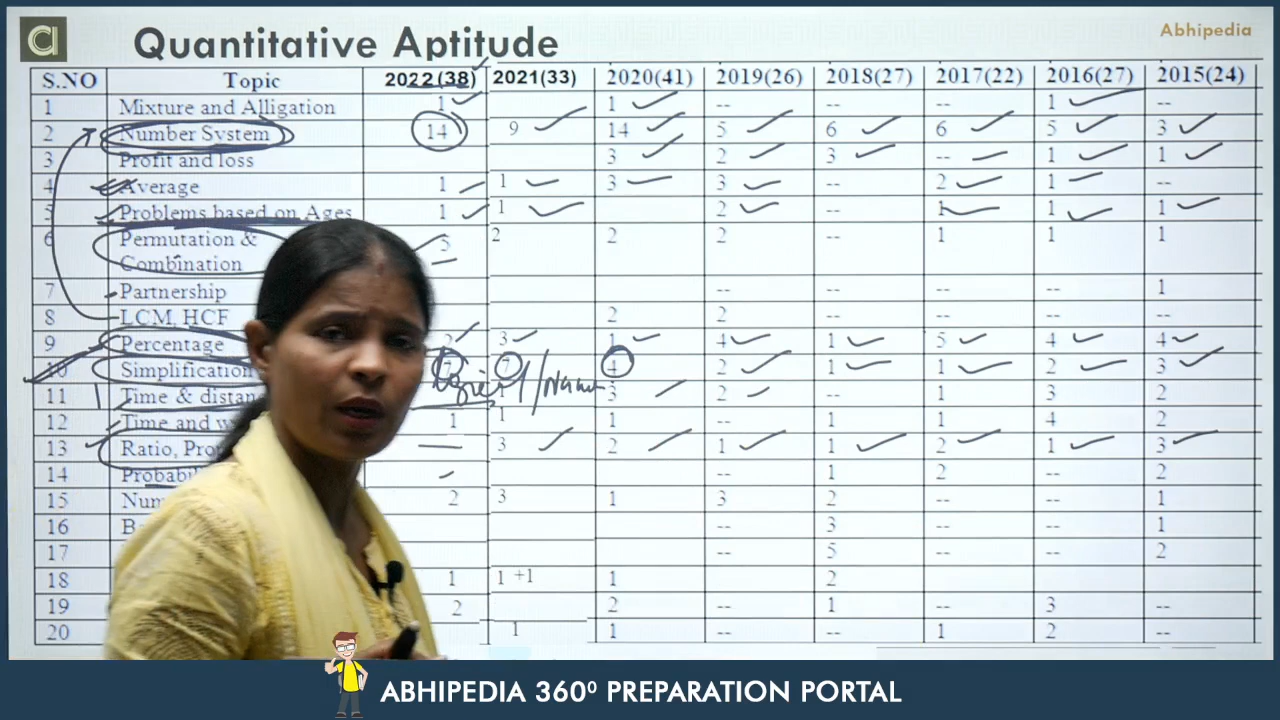 Quantitative Aptitude
Abhipedia
S.NO Topic 2022(38) 2021(33) 2020(41) 2019(26) 2018(27) 2017(22) 2016(27) 2015(24)
1 Mixture and Alligation 1 1 -- -- -- 1 --
2 Number System 14 9 14 5 6 6 5 3
3 Profit and loss 3 2 3 -- 1 1
4 Average 1 1 3 3 -- 2 1 --
5 Problems based on Ages 1 1 2 -- 1 1 1
6 Permutation & 5 2 2 2 -- 1 1 1
Combination
7 Partnership -- -- -- -- 1
8 LCM, HCF 2 2 -- -- -- --
9 Percentage 2 3 1 4 1 5 4 4
10 Simplification 7 7 4 2 1 1 2 3
11 Time & 1 3 2 -- 1 3 2
12 Time and 1 1 1 -- 1 1 4 2
13 Ratio, 3 2 1 1 2 1 3
14 -- 1 2 -- 2
15 2 3 1 3 2 -- -- 1
16 -- 3 -- -- 1
17 -- 5 -- -- 2
18 1 1 +1 1 2
19 2 2 -- 1 -- 3 --
20 1 1 -- -- 1 2 --
ABHIPEDIA 360⁰ PREPARATION PORTAL